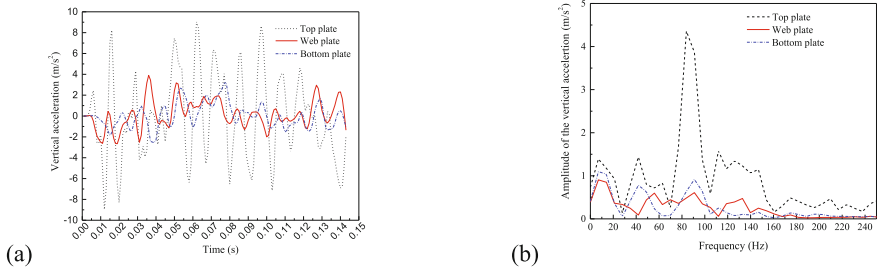 (a)
Vertical acceleration (m/s²)
10
8
6
4
2
0
-2
-4
-6
-8
-10
Top plate
Web plate
Bottom plate
0.00 0.01 0.02 0.03 0.04 0.05 0.06 0.07 0.08 0.09 0.10 0.11 0.12 0.13 0.14 0.15
Time (s)
(b)
Amplitude of the vertical accelertion (m/s²)
5
4
3
2
1
0
Top plate
Web plate
Bottom plate
0 20 40 60 80 100 120 140 160 180 200 220 240
Frequency (Hz)